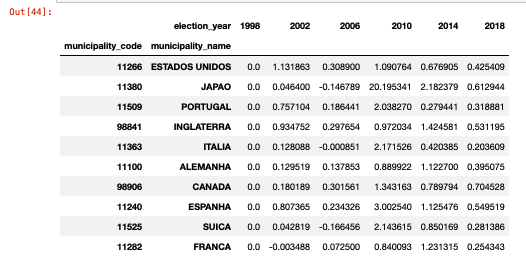 Out[44]:
election_year 1998 2002 2006 2010 2014 2018
municipality_code municipality_name
11266 ESTADOS UNIDOS 0.0 1.131863 0.308900 1.090764 0.676905 0.425409
11380 JAPAO 0.0 0.046400 -0.146789 20.195341 2.182379 0.612944
11509 PORTUGAL 0.0 0.757104 0.186441 2.038270 0.279441 0.318881
98841 INGLATERRA 0.0 0.934752 0.297654 0.972034 1.424581 0.531195
11363 ITALIA 0.0 0.128088 -0.000851 2.171526 0.420385 0.203609
11100 ALEMANHA 0.0 0.129519 0.137853 0.889922 1.122700 0.395075
98906 CANADA 0.0 0.180189 0.301561 1.343163 0.789794 0.704528
11240 ESPANHA 0.0 0.807365 0.234326 3.002540 1.125476 0.549519
11525 SUICA 0.0 0.042819 -0.166456 2.143615 0.850169 0.281386
11282 FRANCA 0.0 -0.003488 0.072500 0.840093 1.231315 0.254343